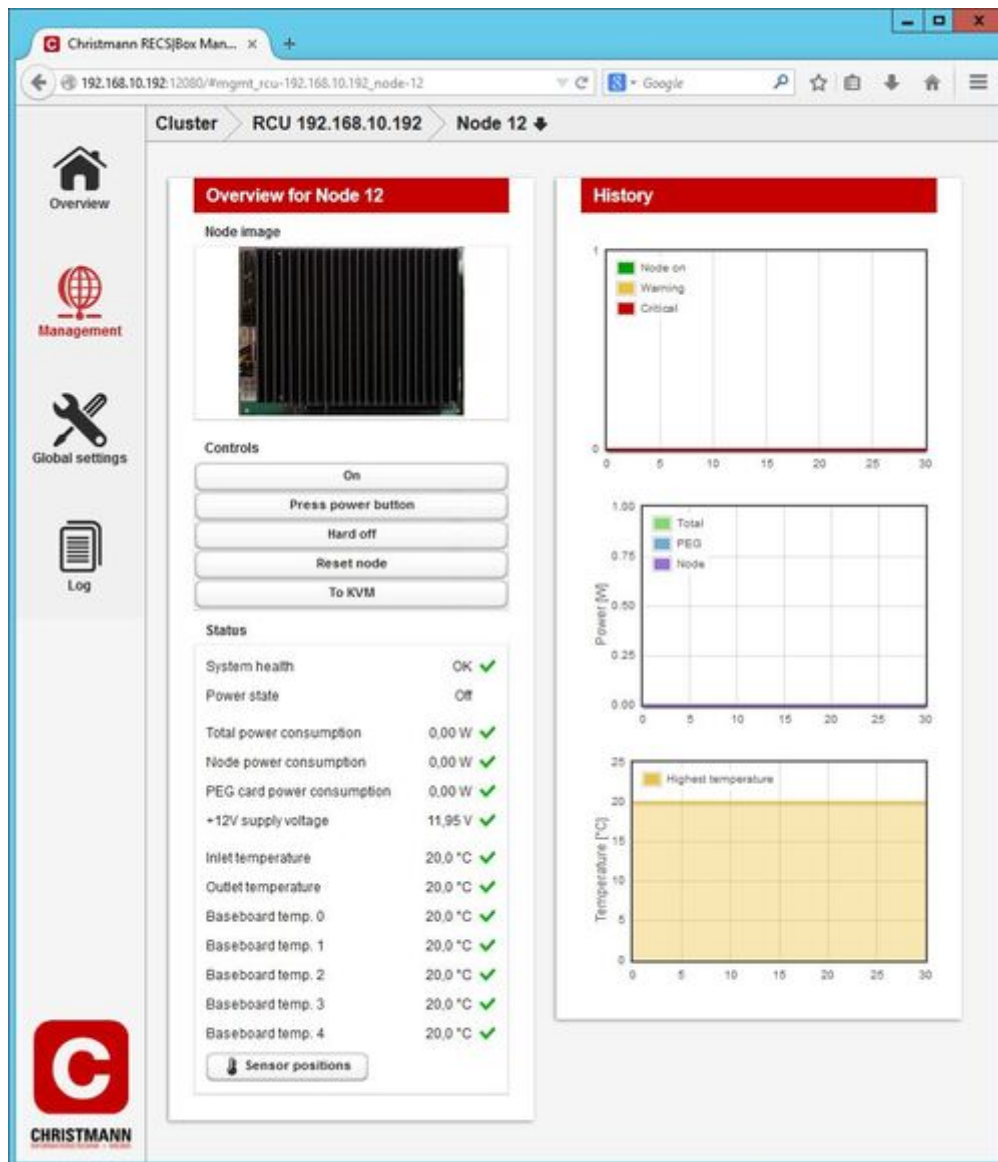 Christmann RECS|Box Man...
192.168.10.192:12080/#mgmt_rcu-192.168.10.192_node-12
Google
Cluster
RCU 192.168.10.192
Node 12
Overview
Management
Global settings
Log
Overview for Node 12
Node image
Controls
On
Press power button
Hard off
Reset node
To KVM
Status
System health OK
Power state Off
Total power consumption 0,00 W
Node power consumption 0,00 W
PEG card power consumption 0,00 W
+12V supply voltage 11,95 V
Inlet temperature 20,0 °C
Outlet temperature 20,0 °C
Baseboard temp. 0 20,0 °C
Baseboard temp. 1 20,0 °C
Baseboard temp. 2 20,0 °C
Baseboard temp. 3 20,0 °C
Baseboard temp. 4 20,0 °C
Sensor positions
History
1
Node on
Warning
Critical
0
0 5 10 15 20 25 30
1.00
Total
PEG
0.75
Node
Power [W]
0.50
0.25
0.00
0 5 10 15 20 25 30
25
Highest temperature
20
Temperature [°C]
15
10
5
0
0 5 10 15 20 25 30
C
CHRISTMANN